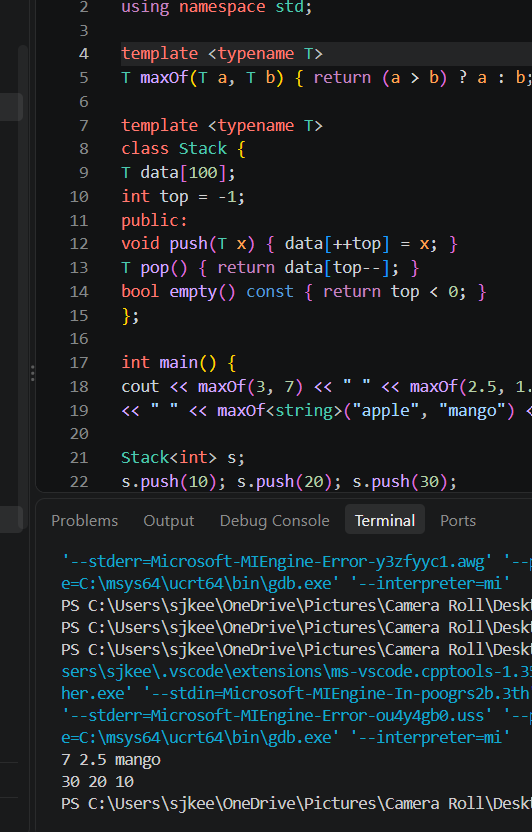 2 using namespace std;
3
4 template <typename T>
5 T maxOf(T a, T b) { return (a > b) ? a : b;
6
7 template <typename T>
8 class Stack {
9 T data[100];
10 int top = -1;
11 public:
12 void push(T x) { data[++top] = x; }
13 T pop() { return data[top--]; }
14 bool empty() const { return top < 0; }
15 };
16
17 int main() {
18 cout << maxOf(3, 7) << " " << maxOf(2.5, 1.
19 << " " << maxOf<string>("apple", "mango") <
20
21 Stack<int> s;
22 s.push(10); s.push(20); s.push(30);
Problems Output Debug Console Terminal Ports
'--stderr=Microsoft-MIEngine-Error-y3zfyyc1.awg' '--p
e=C:\msys64\ucrt64\bin\gdb.exe' '--interpreter=mi'
PS C:\Users\sjkee\OneDrive\Pictures\Camera Roll\Deskt
PS C:\Users\sjkee\OneDrive\Pictures\Camera Roll\Deskt
PS C:\Users\sjkee\OneDrive\Pictures\Camera Roll\Deskt
sers\sjkee\.vscode\extensions\ms-vscode.cpptools-1.35
her.exe' '--stdin=Microsoft-MIEngine-In-poogrs2b.3th
'--stderr=Microsoft-MIEngine-Error-ou4y4gb0.uss' '--p
e=C:\msys64\ucrt64\bin\gdb.exe' '--interpreter=mi'
7 2.5 mango
30 20 10
PS C:\Users\sjkee\OneDrive\Pictures\Camera Roll\Deskt